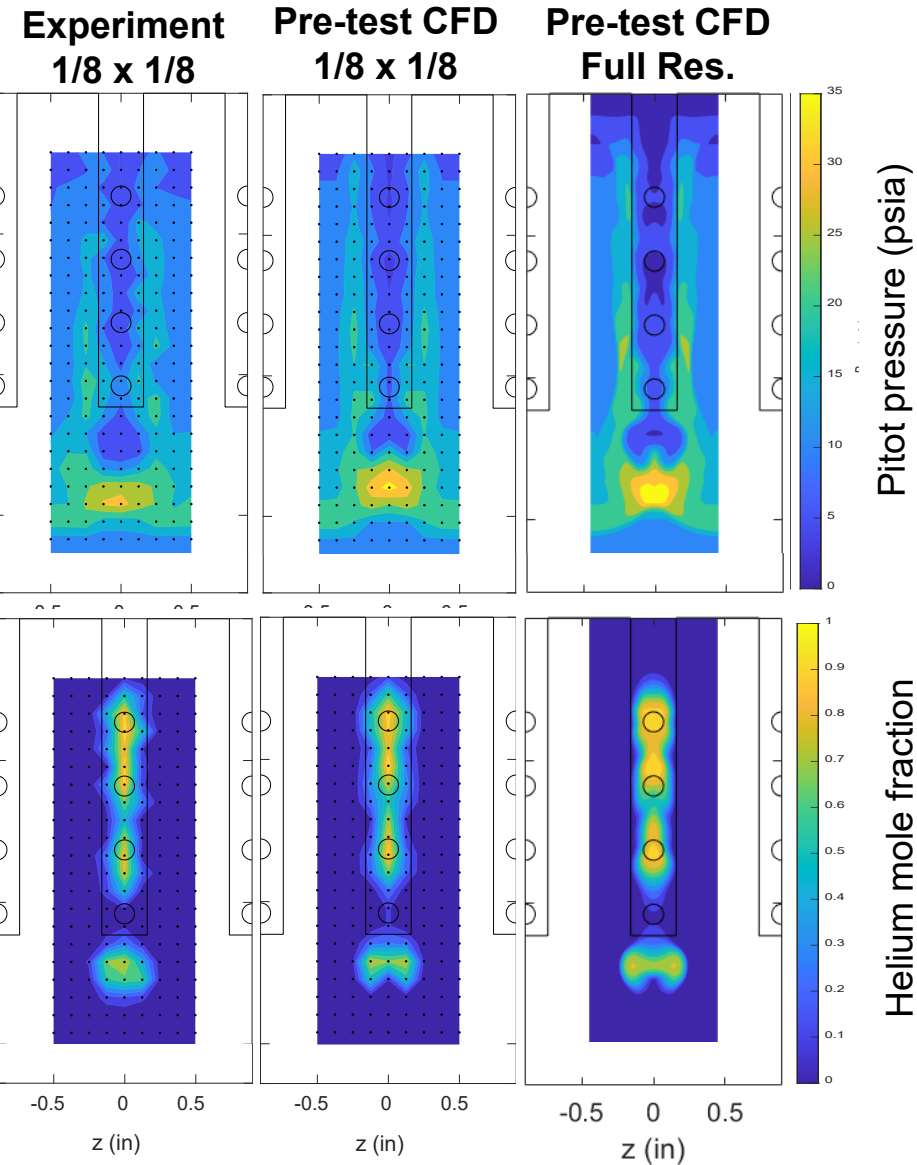 Experiment
1/8 x 1/8
Pre-test CFD
1/8 x 1/8
Pre-test CFD
Full Res.
35
30
25
20
15
10
5
0
Pitot pressure (psia)
1
0.9
0.8
0.7
0.6
0.5
0.4
0.3
0.2
0.1
0
Helium mole fraction
-0.5 0 0.5
z (in)
-0.5 0 0.5
z (in)
-0.5 0 0.5
z (in)